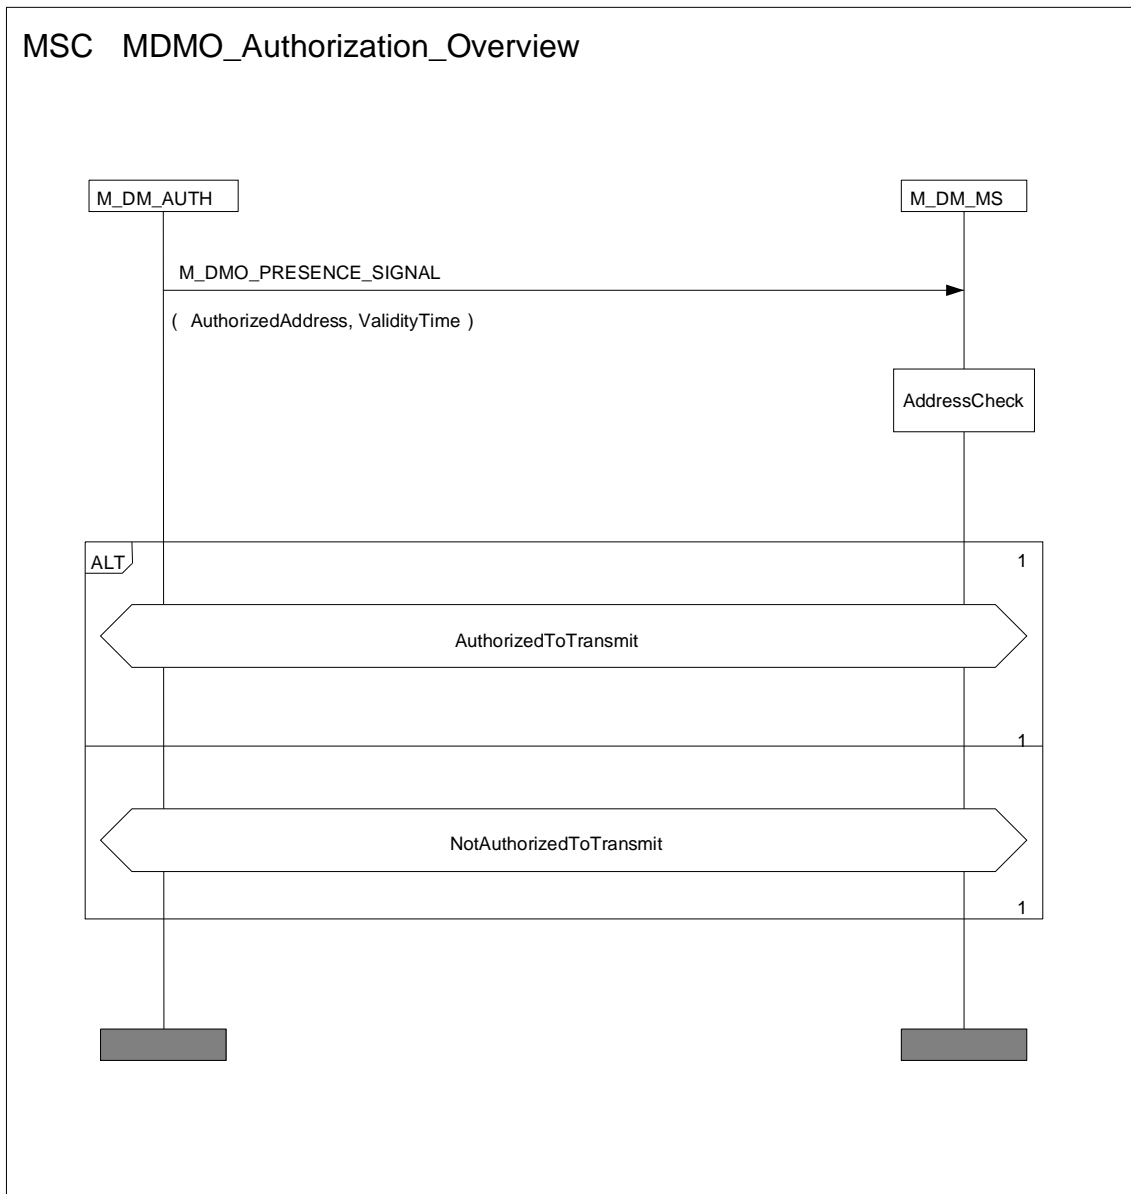 MSC MDMO_Authorization_Overview
M_DM_AUTH
M_DM_MS
M_DMO_PRESENCE_SIGNAL
( AuthorizedAddress, ValidityTime )
AddressCheck
ALT
1
AuthorizedToTransmit
1
NotAuthorizedToTransmit
1